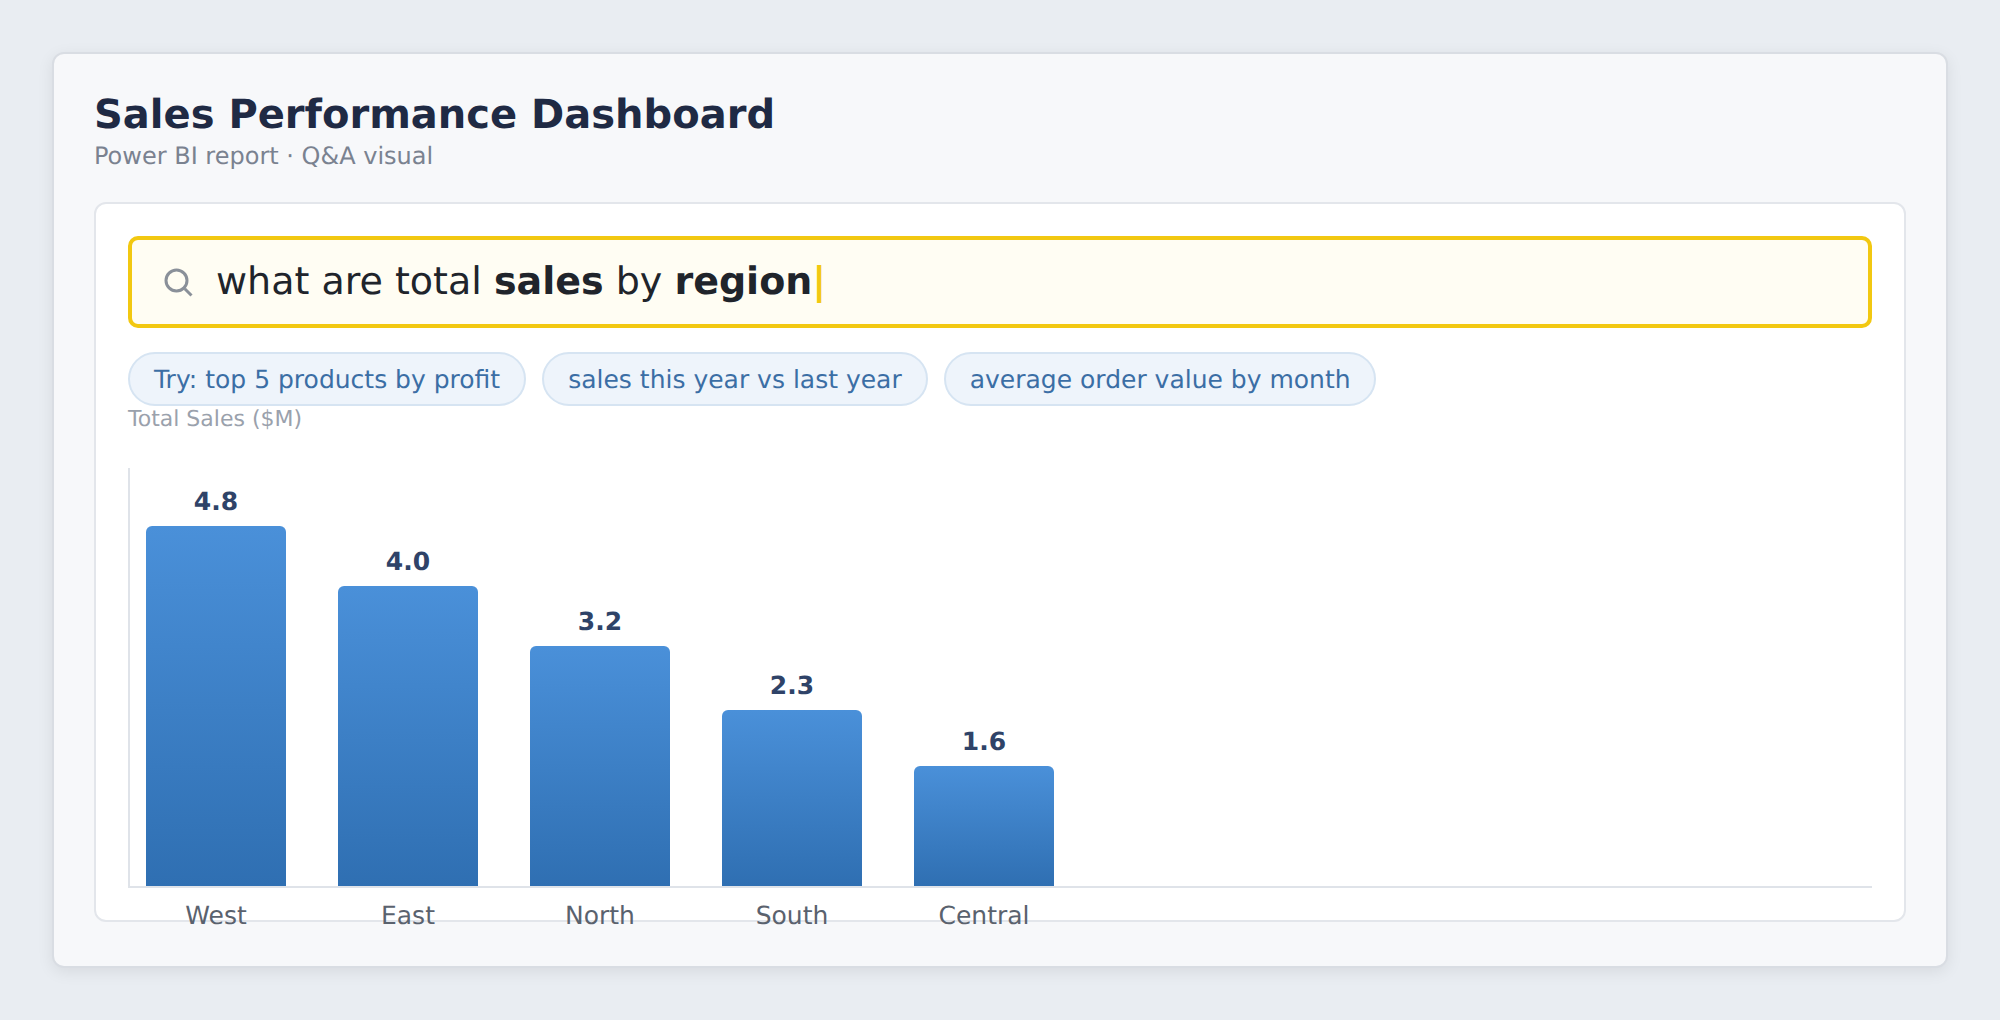 Sales Performance Dashboard
Power BI report · Q&A visual
what are total sales by region
Try: top 5 products by profit
sales this year vs last year
average order value by month
Total Sales ($M)
4.8
4.0
3.2
2.3
1.6
West
East
North
South
Central